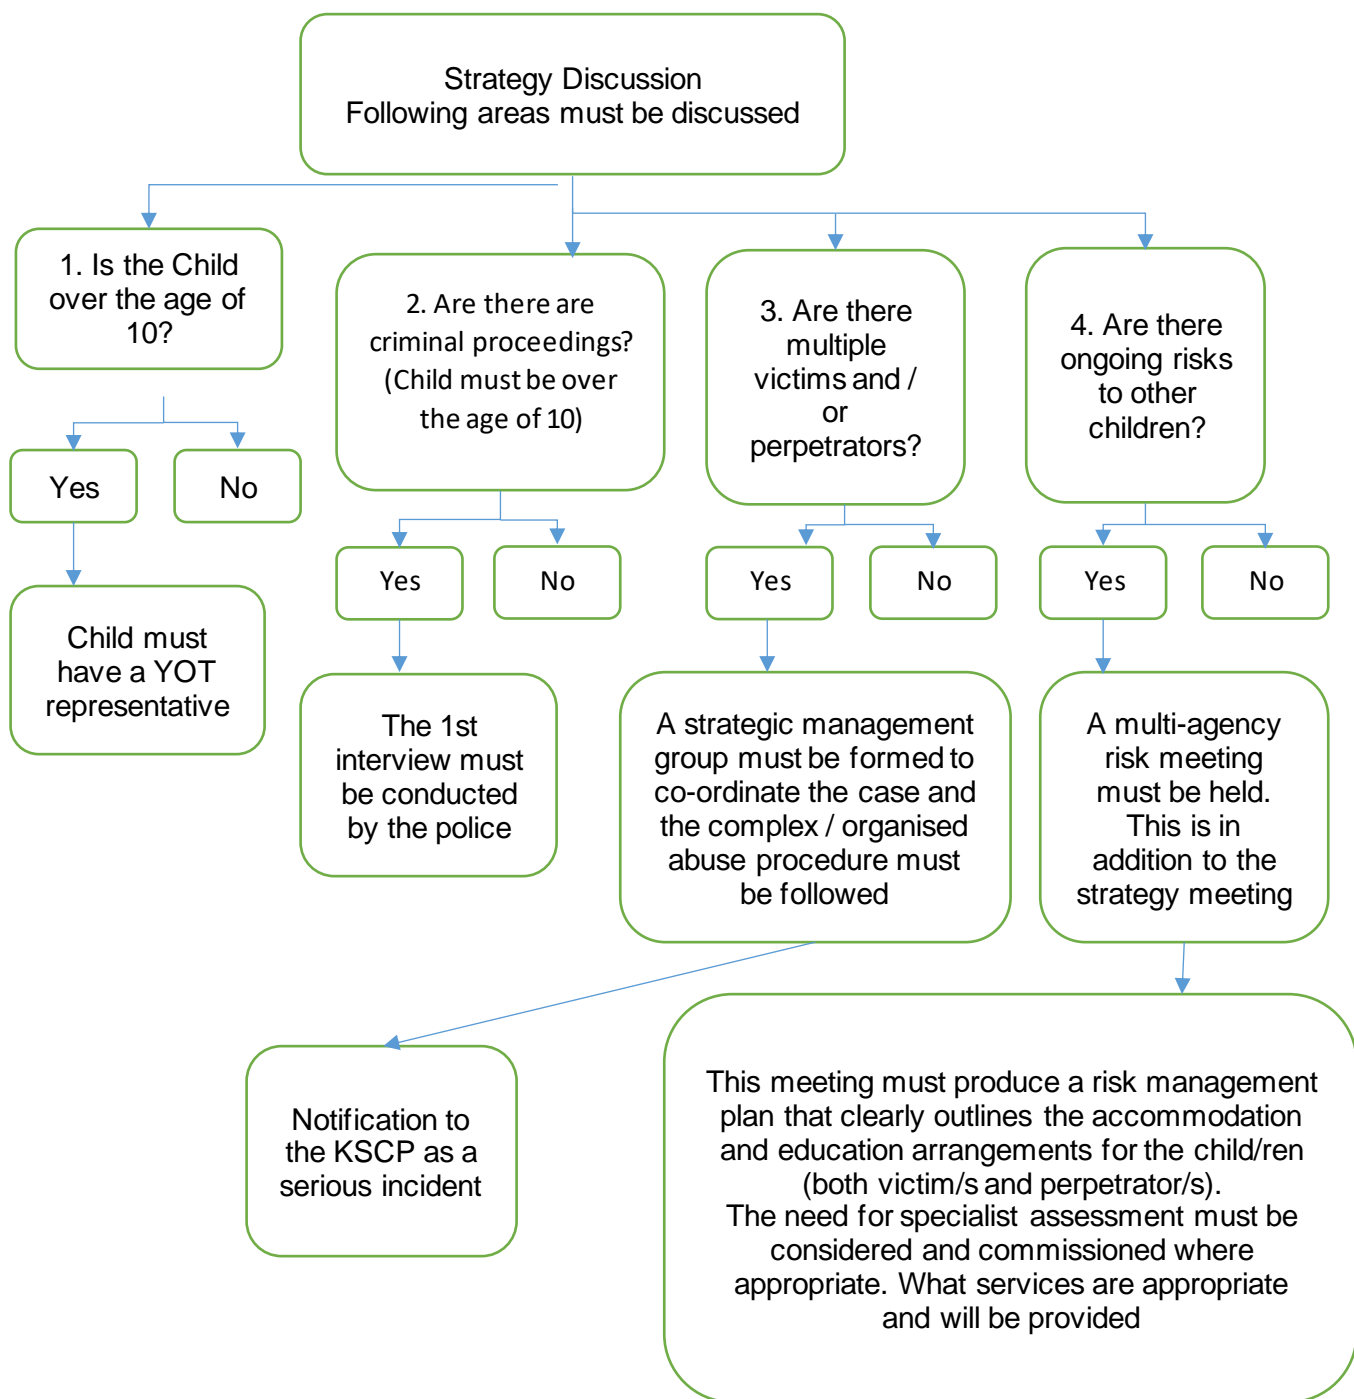 Strategy Discussion
Following areas must be discussed
1. Is the Child
over the age of
10?
2. Are there are
criminal proceedings?
(Child must be over
the age of 10)
3. Are there
multiple
victims and /
or
perpetrators?
4. Are there
ongoing risks
to other
children?
Yes
No
Yes
No
Yes
No
Yes
No
Child must
have a YOT
representative
The 1st
interview must
be conducted
by the police
A strategic management
group must be formed to
co-ordinate the case and
the complex / organised
abuse procedure must
be followed
A multi-agency
risk meeting
must be held.
This is in
addition to the
strategy meeting
Notification to
the KSCP as a
serious incident
This meeting must produce a risk management
plan that clearly outlines the accommodation
and education arrangements for the child/ren
(both victim/s and perpetrator/s).
The need for specialist assessment must be
considered and commissioned where
appropriate. What services are appropriate
and will be provided